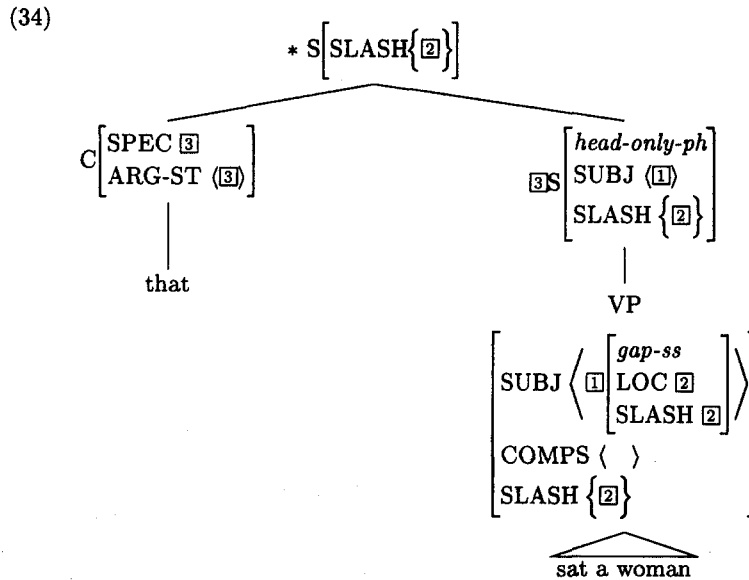 (34)
* S[SLASH{[2]}]
C[SPEC [3]
ARG-ST ⟨[3]⟩]
[3]S[head-only-ph
SUBJ ⟨[1]⟩
SLASH {[2]}]
that
VP
[SUBJ ⟨[1][gap-ss
LOC [2]
SLASH [2]]⟩
COMPS ⟨ ⟩
SLASH {[2]}]
sat a woman